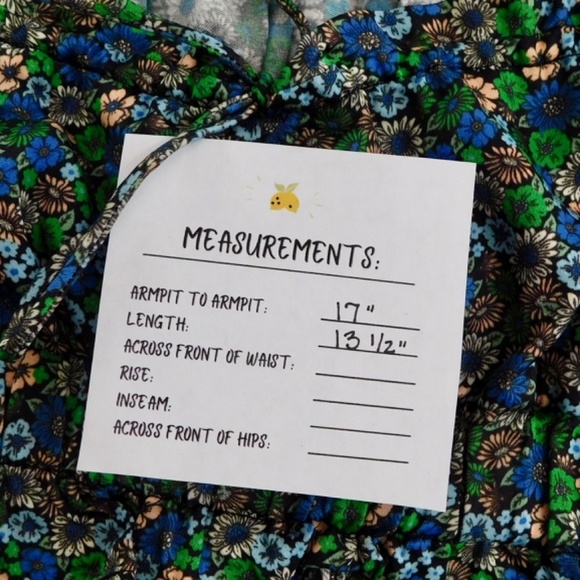 MEASUREMENTS:
ARMPIT TO ARMPIT: 17"
LENGTH: 13 1/2"
ACROSS FRONT OF WAIST:
RISE:
INSEAM:
ACROSS FRONT OF HIPS: